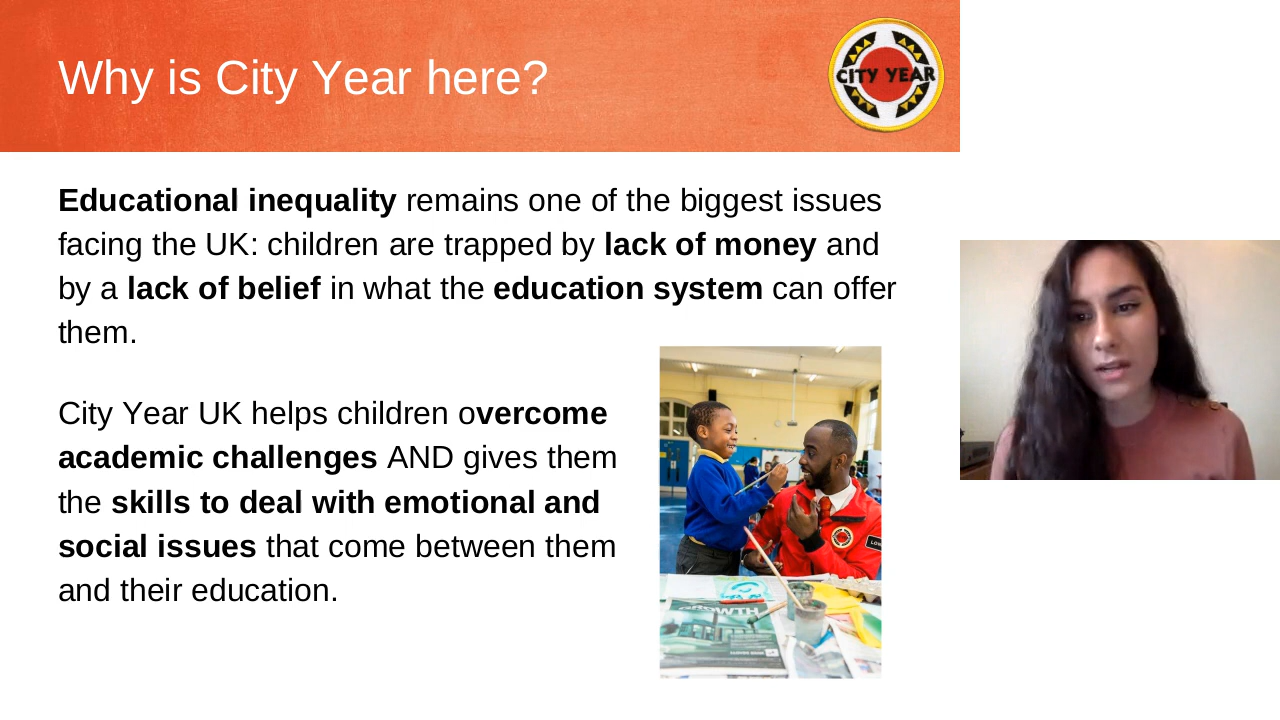 Why is City Year here?
CITY YEAR
Educational inequality remains one of the biggest issues
facing the UK: children are trapped by lack of money and
by a lack of belief in what the education system can offer
them.
City Year UK helps children overcome
academic challenges AND gives them
the skills to deal with emotional and
social issues that come between them
and their education.
GROWTH